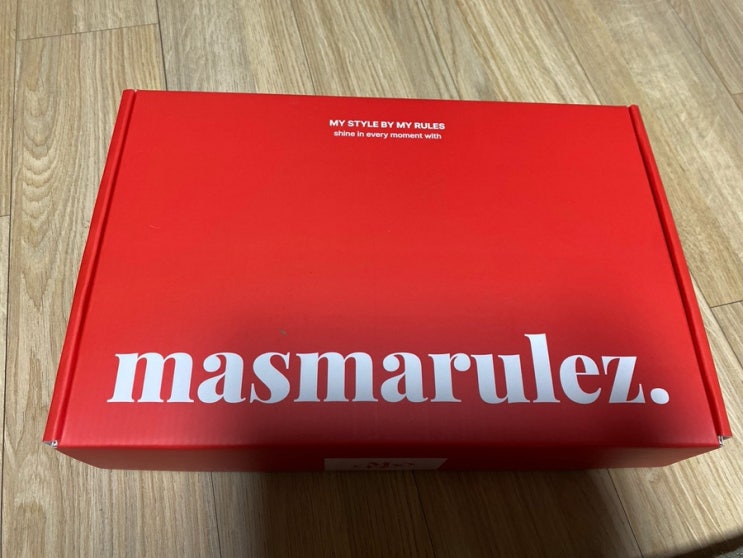 MY STYLE BY MY RULES
shine in every moment with
masmarulez.